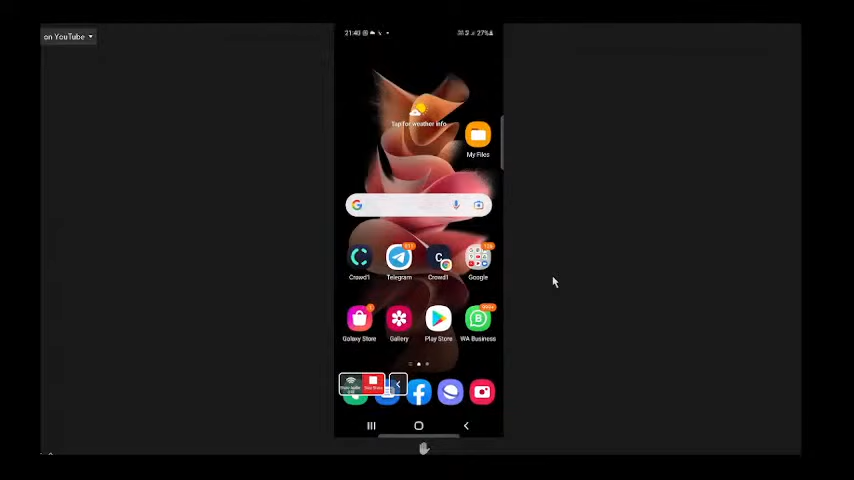 on YouTube
21:40 27%
Tap for weather info
My Files
Crowd1 Telegram Crowd1 Google
Galaxy Store Gallery Play Store WA Business